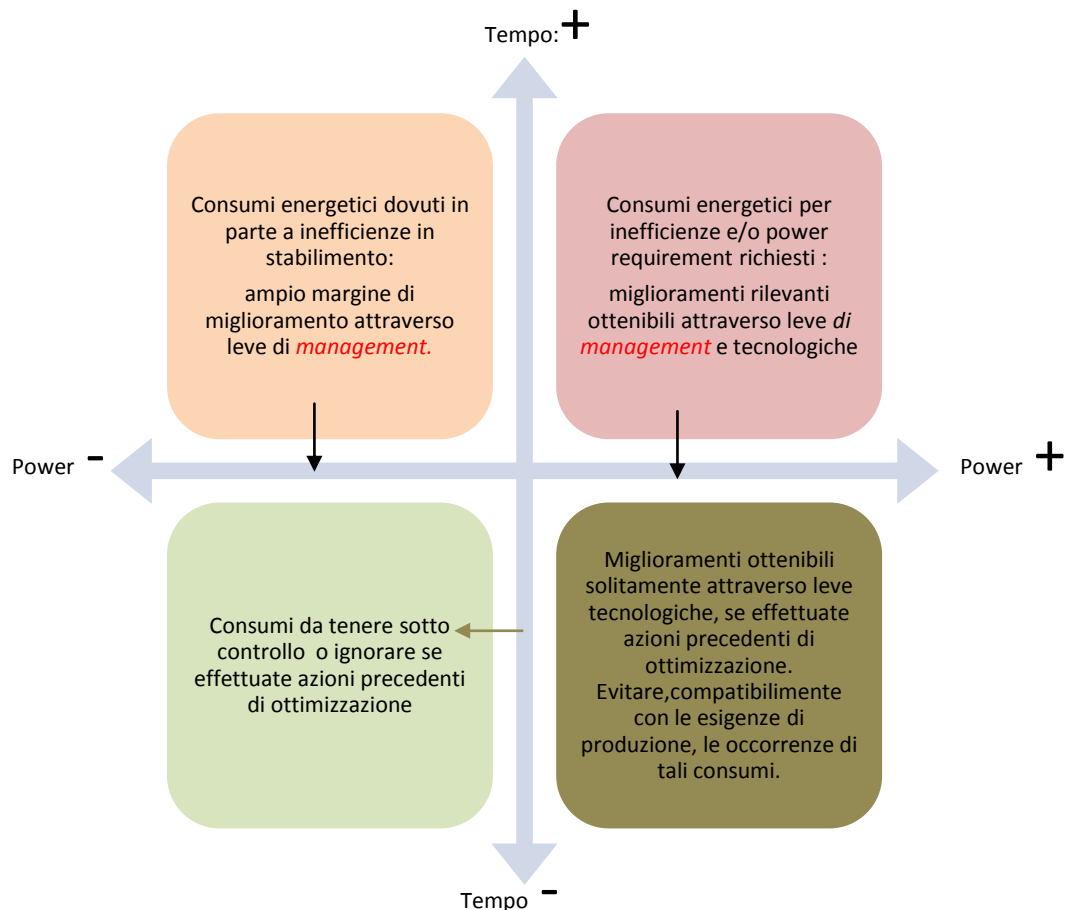 Tempo: +
Consumi energetici dovuti in
parte a inefficienze in
stabilimento:
ampio margine di
miglioramento attraverso
leve di management.
Consumi energetici per
inefficienze e/o power
requirement richiesti :
miglioramenti rilevanti
ottenibili attraverso leve di
management e tecnologiche
Power -
Power +
Consumi da tenere sotto
controllo o ignorare se
effettuate azioni precedenti
di ottimizzazione
Miglioramenti ottenibili
solitamente attraverso leve
tecnologiche, se effettuate
azioni precedenti di
ottimizzazione.
Evitare,compatibilmente
con le esigenze di
produzione, le occorrenze di
tali consumi.
Tempo -